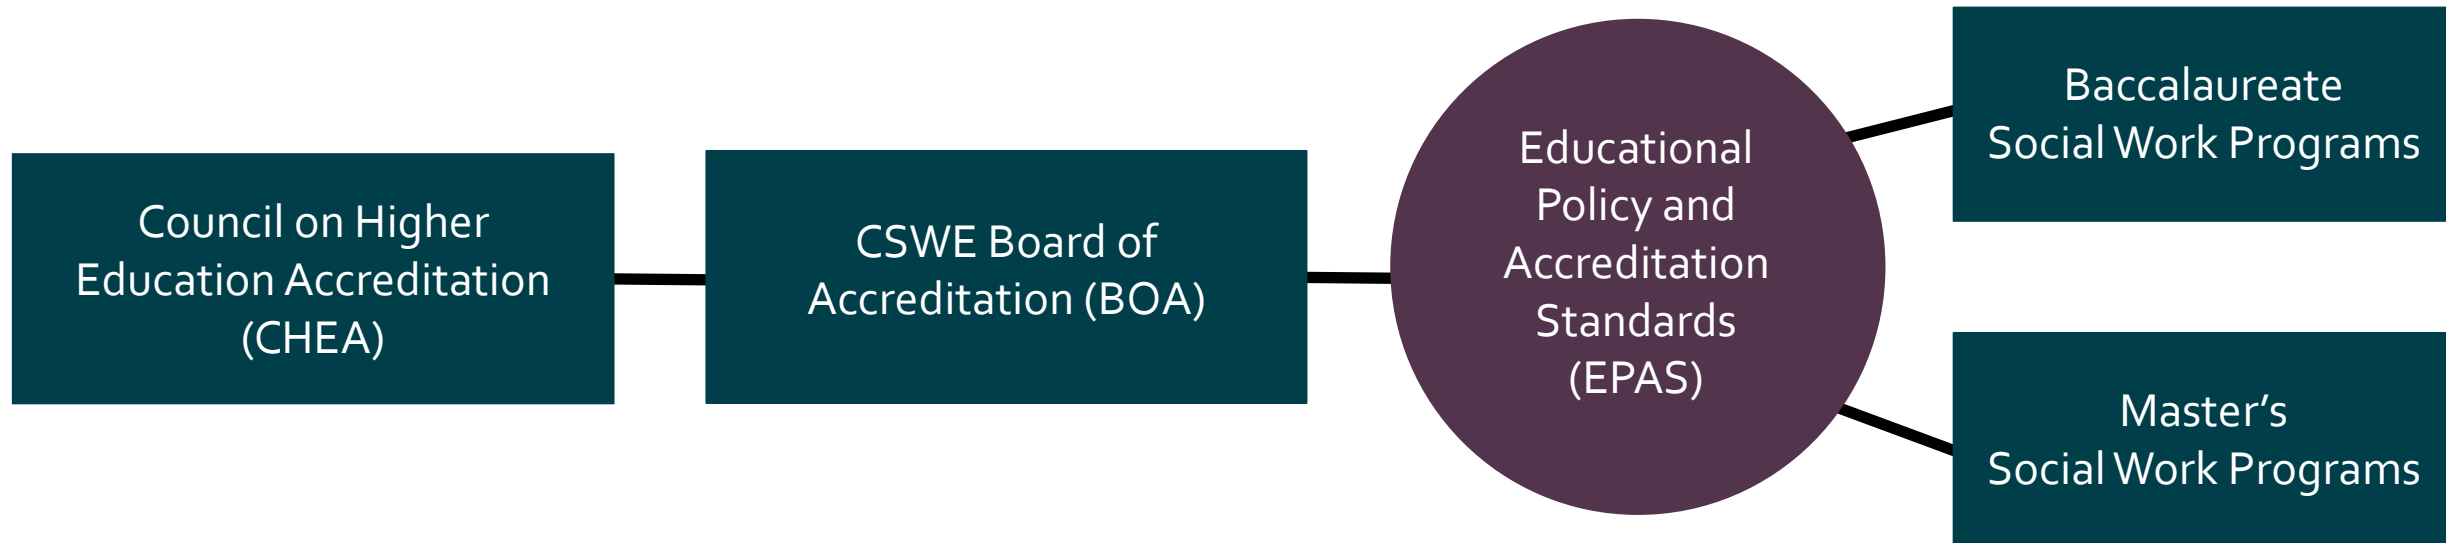 Council on Higher
Education Accreditation
(CHEA)
CSWE Board of
Accreditation (BOA)
Educational
Policy and
Accreditation
Standards
(EPAS)
Baccalaureate
Social Work Programs
Master’s
Social Work Programs